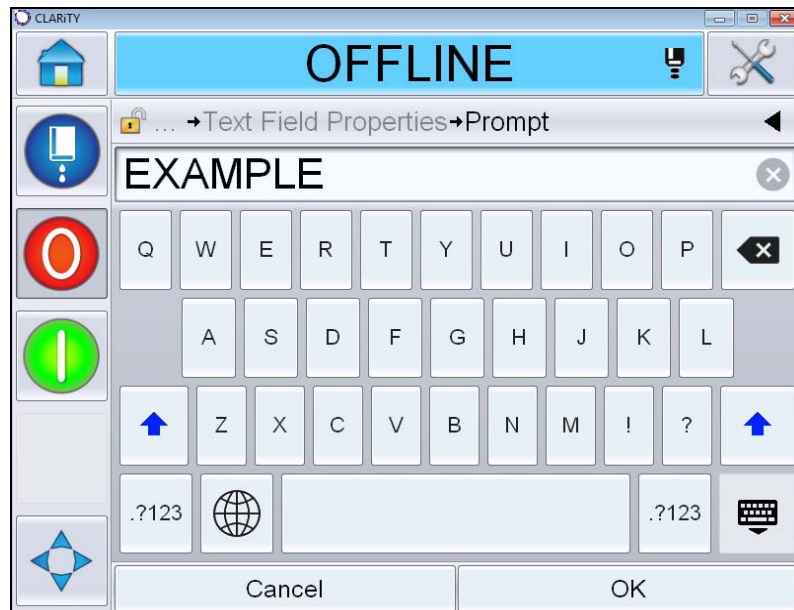 CLARiTY
OFFLINE
... →Text Field Properties→Prompt
EXAMPLE
Q W E R T Y U I O P
A S D F G H J K L
Z X C V B N M ! ?
.?123 .?123
Cancel OK